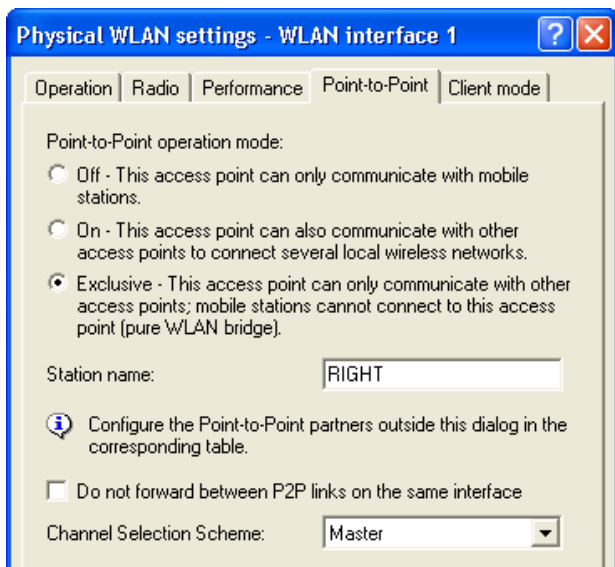 Physical WLAN settings - WLAN interface 1
Operation
Radio
Performance
Point-to-Point
Client mode
Point-to-Point operation mode:
Off - This access point can only communicate with mobile
stations.
On - This access point can also communicate with other
access points to connect several local wireless networks.
Exclusive - This access point can only communicate with other
access points; mobile stations cannot connect to this access
point (pure WLAN bridge).
Station name:
RIGHT
Configure the Point-to-Point partners outside this dialog in the
corresponding table.
Do not forward between P2P links on the same interface
Channel Selection Scheme:
Master